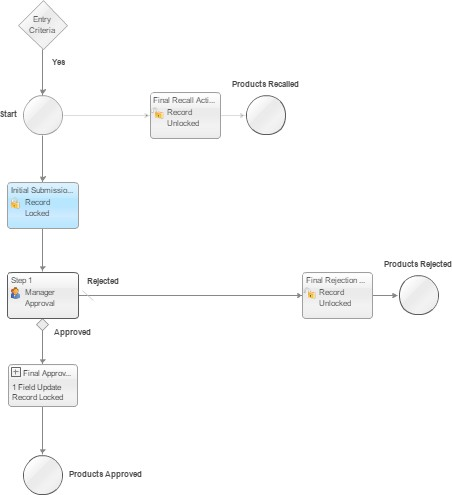 Entry
Criteria
Yes
Start
Final Recall Acti...
Record
Unlocked
Products Recalled
Initial Submissio...
Record
Locked
Step 1
Manager
Approval
Rejected
Final Rejection ...
Record
Unlocked
Products Rejected
Approved
Final Approv...
1 Field Update
Record Locked
Products Approved